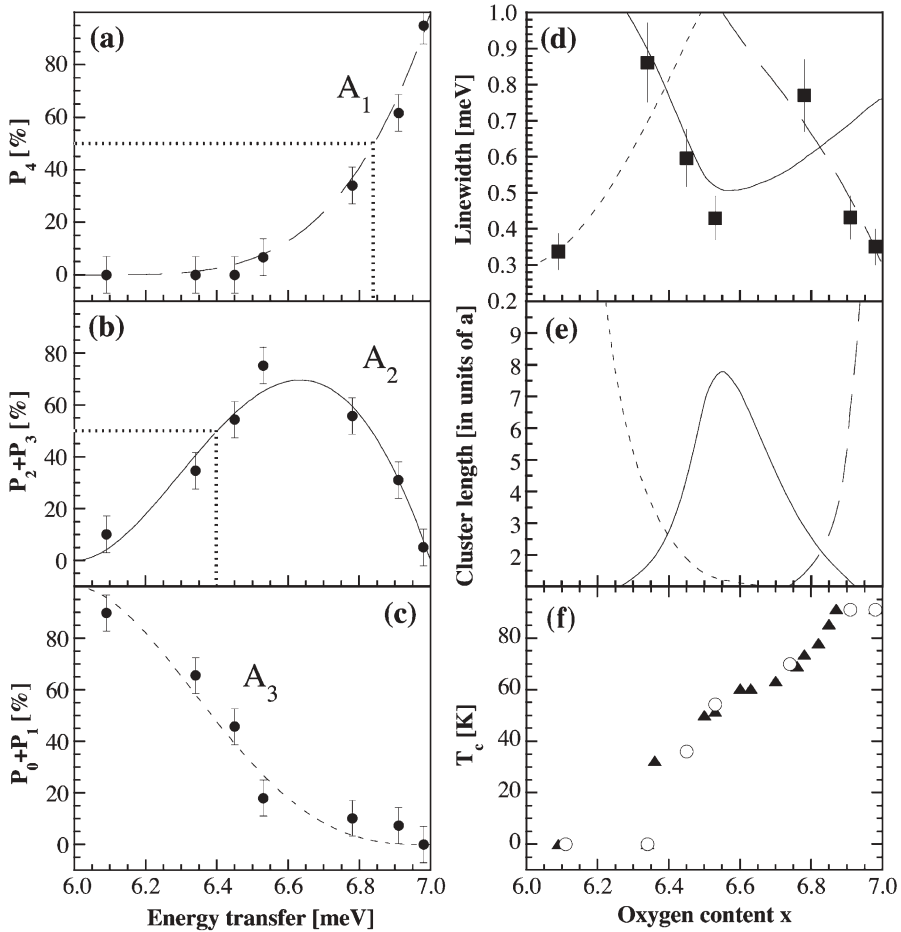 (a)
A1
P4 [%]
80
60
40
20
0
(b)
A2
P2+P3 [%]
80
60
40
20
0
(c)
A3
P0+P1 [%]
80
60
40
20
0
6.0 6.2 6.4 6.6 6.8 7.0
Energy transfer [meV]
(d)
Linewidth [meV]
1.0
0.9
0.8
0.7
0.6
0.5
0.4
0.3
0.2
(e)
Cluster length [in units of a]
9
8
7
6
5
4
3
2
(f)
Tc [K]
80
60
40
20
0
6.0 6.2 6.4 6.6 6.8 7.0
Oxygen content x